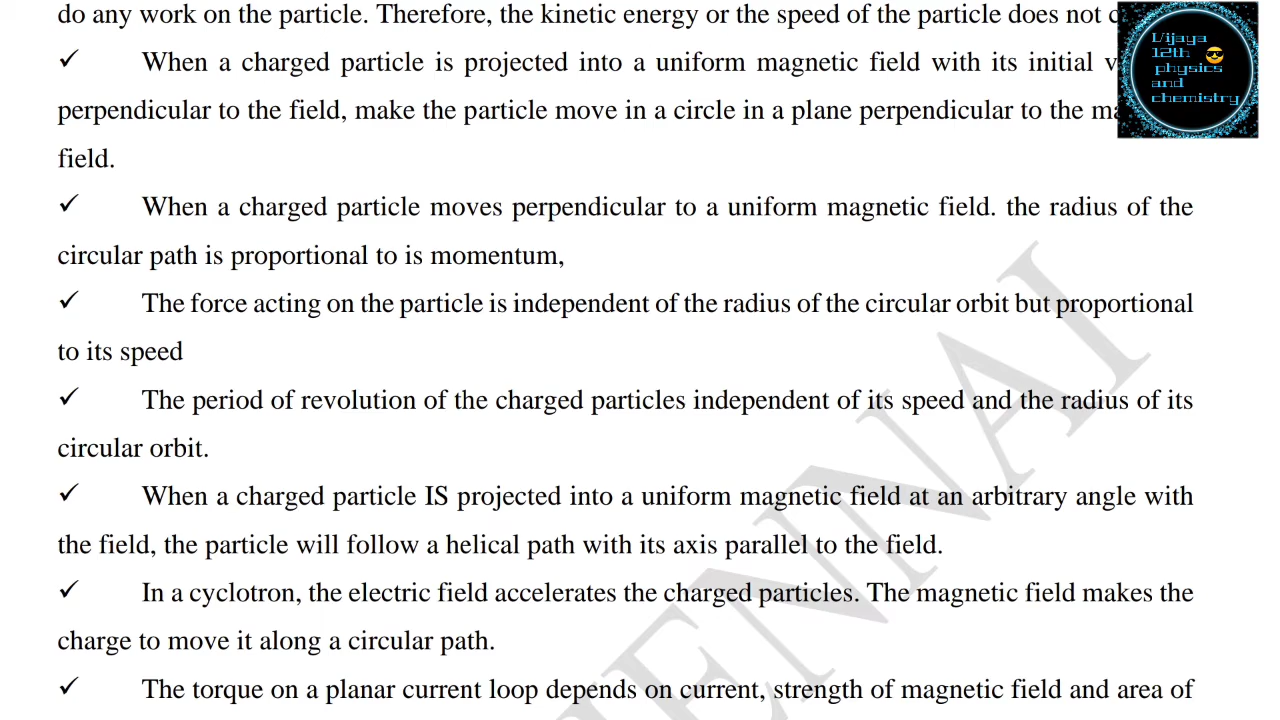 do any work on the particle. Therefore, the kinetic energy or the speed of the particle does not
✓ When a charged particle is projected into a uniform magnetic field with its initial
perpendicular to the field, make the particle move in a circle in a plane perpendicular to the
field.
✓ When a charged particle moves perpendicular to a uniform magnetic field. the radius of the
circular path is proportional to is momentum,
✓ The force acting on the particle is independent of the radius of the circular orbit but proportional
to its speed
✓ The period of revolution of the charged particles independent of its speed and the radius of its
circular orbit.
✓ When a charged particle IS projected into a uniform magnetic field at an arbitrary angle with
the field, the particle will follow a helical path with its axis parallel to the field.
✓ In a cyclotron, the electric field accelerates the charged particles. The magnetic field makes the
charge to move it along a circular path.
✓ The torque on a planar current loop depends on current, strength of magnetic field and area of
Vijaya
12th 😎
physics
and
chemistry